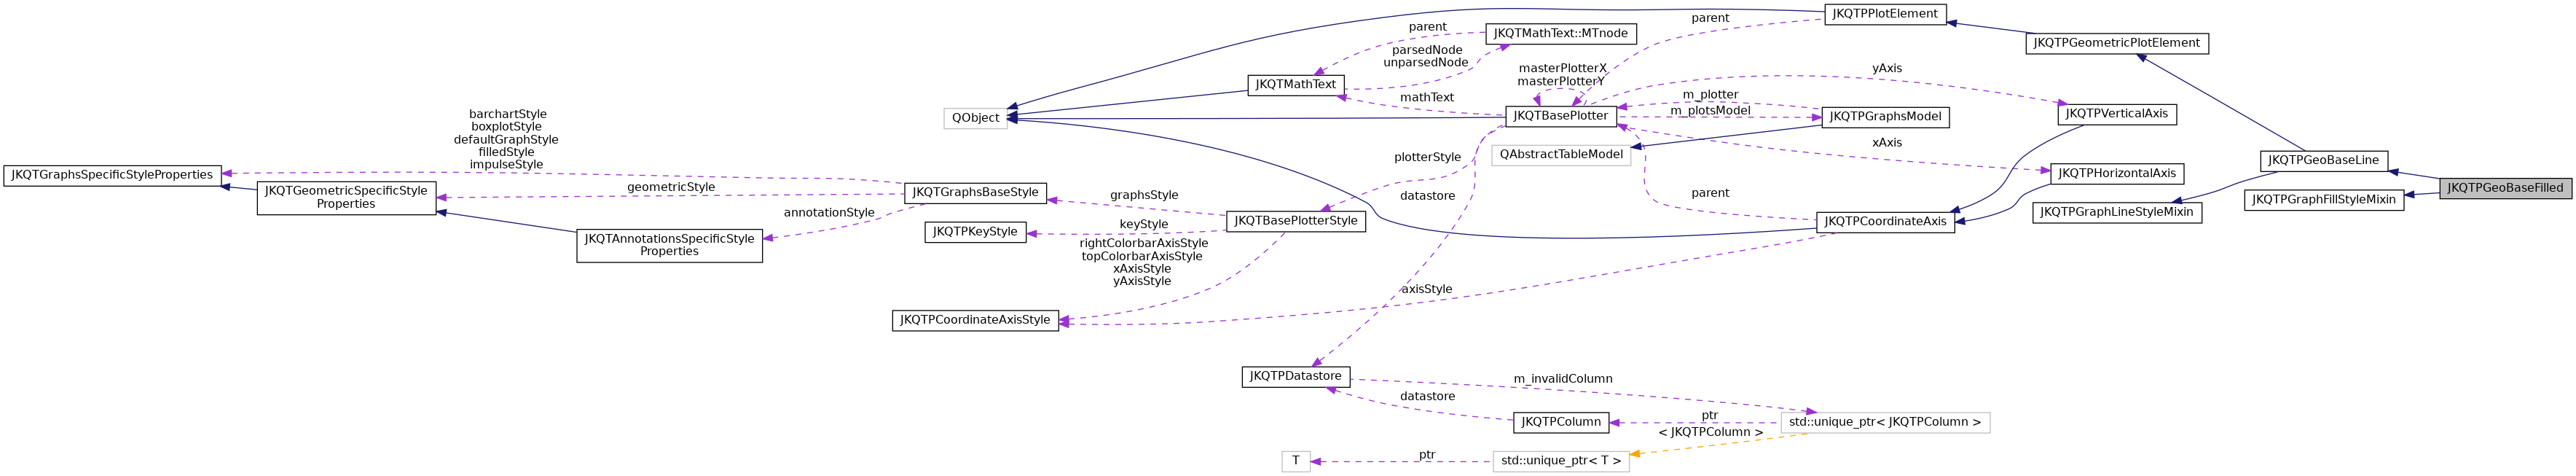 JKQTPPlotElement
parent
JKQTMathText::MTnode
parent
JKQTPGeometricPlotElement
parsedNode
unparsedNode
masterPlotterX
masterPlotterY
yAxis
JKQTMathText
mathText
m_plotter
m_plotsModel
JKQTPGraphsModel
JKQTPVerticalAxis
QObject
JKQTBasePlotter
barchartStyle
boxplotStyle
defaultGraphStyle
filledStyle
impulseStyle
plotterStyle
QAbstractTableModel
xAxis
JKQTPGeoBaseLine
JKQTGraphsSpecificStyleProperties
JKQTPHorizontalAxis
JKQTGeometricSpecificStyle
Properties
geometricStyle
JKQTGraphsBaseStyle
graphsStyle
datastore
parent
JKQTPGeoBaseFilled
JKQTPGraphFillStyleMixin
annotationStyle
JKQTPGraphLineStyleMixin
JKQTBasePlotterStyle
JKQTPCoordinateAxis
keyStyle
JKQTPKeyStyle
JKQTAnnotationsSpecificStyle
Properties
rightColorbarAxisStyle
topColorbarAxisStyle
xAxisStyle
yAxisStyle
axisStyle
JKQTPCoordinateAxisStyle
JKQTPDatastore
m_invalidColumn
datastore
JKQTPColumn
ptr
std::unique_ptr< JKQTPColumn >
< JKQTPColumn >
T
ptr
std::unique_ptr< T >